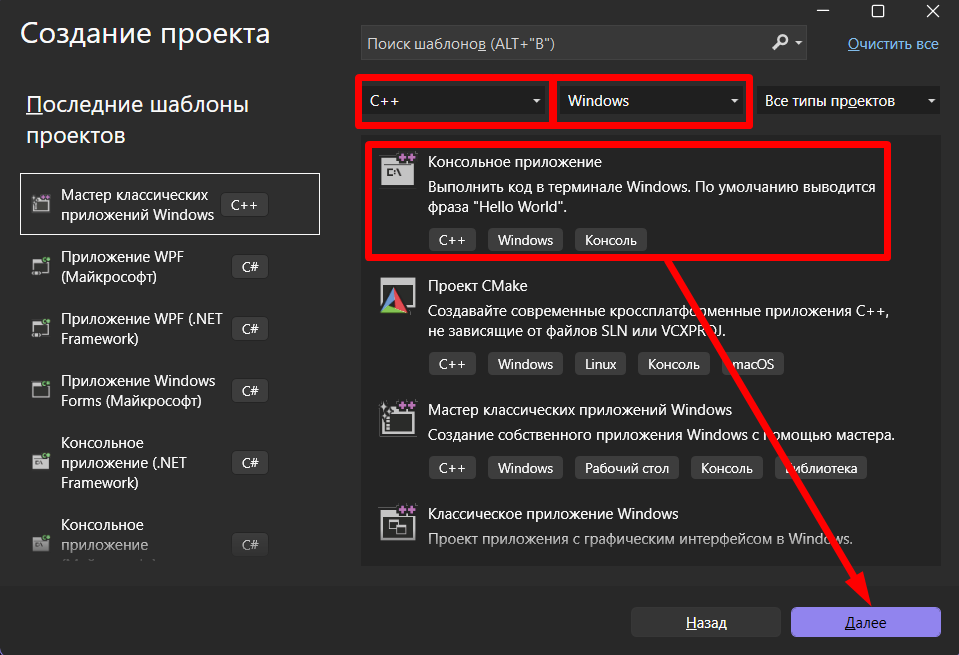 Создание проекта
Поиск шаблонов (ALT+"В")
Очистить все
Последние шаблоны
проектов
C++
Windows
Все типы проектов
Мастер классических
приложений Windows
C++
Приложение WPF
(Майкрософт)
C#
Приложение WPF (.NET
Framework)
C#
Приложение Windows
Forms (Майкрософт)
C#
Консольное
приложение (.NET
Framework)
C#
Консольное
приложение
C#
Консольное приложение
Выполнить код в терминале Windows. По умолчанию выводится
фраза "Hello World".
C++ Windows Консоль
Проект CMake
Создавайте современные кроссплатформенные приложения C++,
не зависящие от файлов SLN или VCXPROJ.
C++ Windows Linux Консоль macOS
Мастер классических приложений Windows
Создание собственного приложения Windows с помощью мастера.
C++ Windows Рабочий стол Консоль Библиотека
Классическое приложение Windows
Проект приложения с графическим интерфейсом в Windows.
Назад
Далее